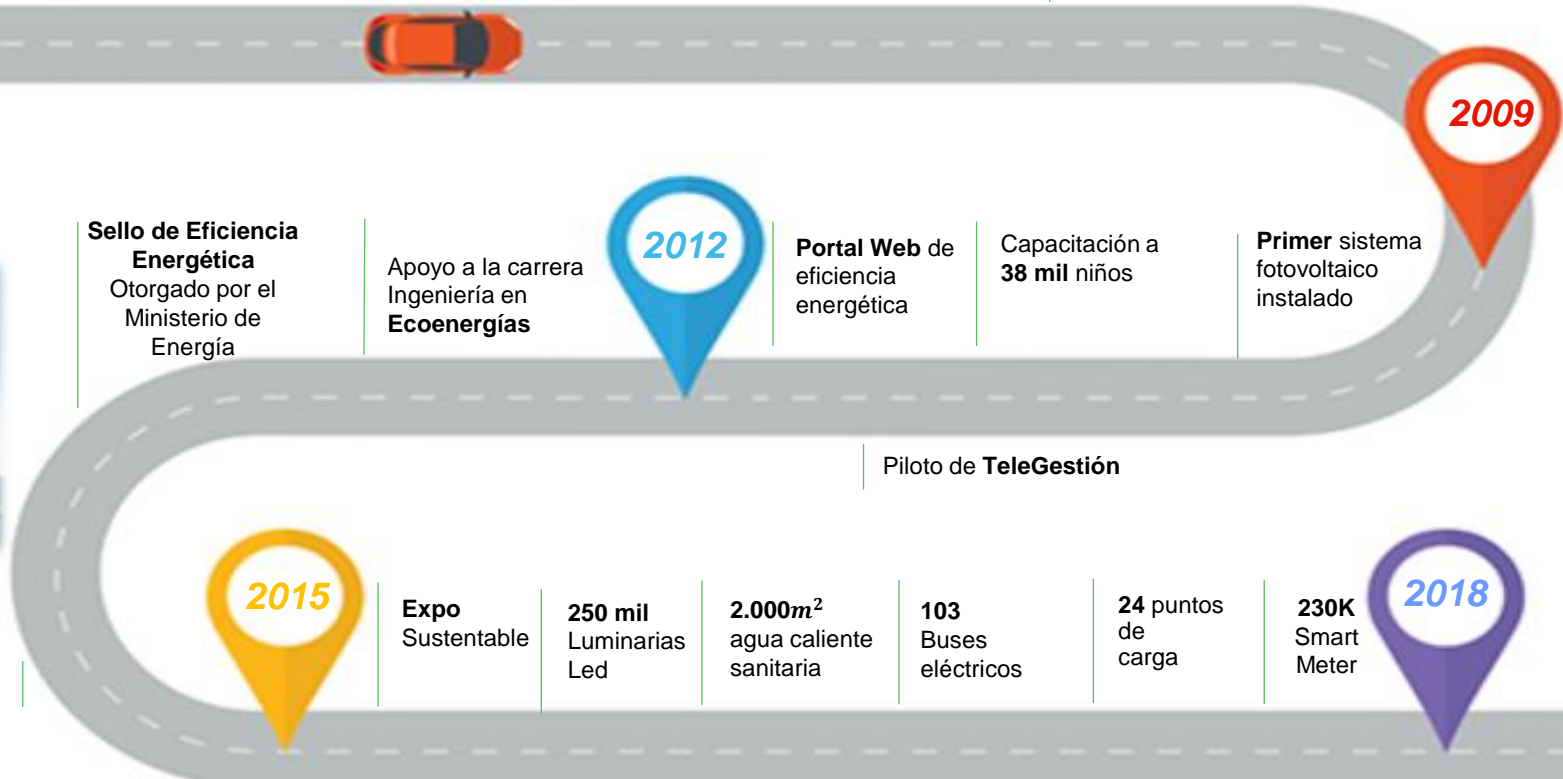 2009
Sello de Eficiencia
Energética
Otorgado por el
Ministerio de
Energía
Apoyo a la carrera
Ingeniería en
Ecoenergías
2012
Portal Web de
eficiencia
energética
Capacitación a
38 mil niños
Primer sistema
fotovoltaico
instalado
Piloto de TeleGestión
2015
Expo
Sustentable
250 mil
Luminarias
Led
2.000m²
agua caliente
sanitaria
103
Buses
eléctricos
24 puntos
de
carga
230K
Smart
Meter
2018